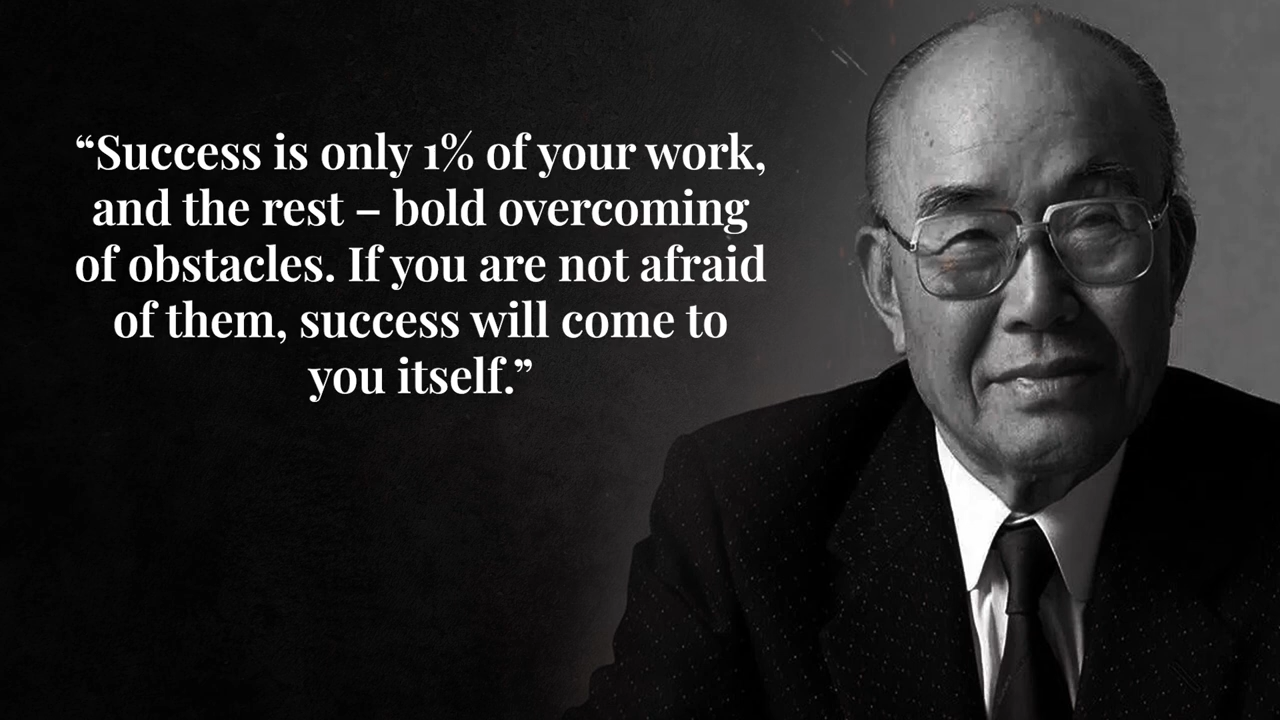 “Success is only 1% of your work,
and the rest – bold overcoming
of obstacles. If you are not afraid
of them, success will come to
you itself.”